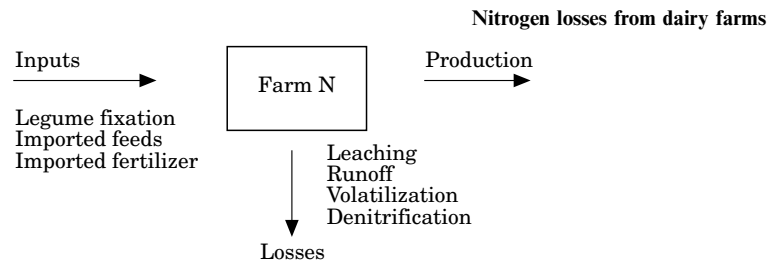 Nitrogen losses from dairy farms
Inputs
Farm N
Production
Legume fixation
Imported feeds
Imported fertilizer
Leaching
Runoff
Volatilization
Denitrification
Losses